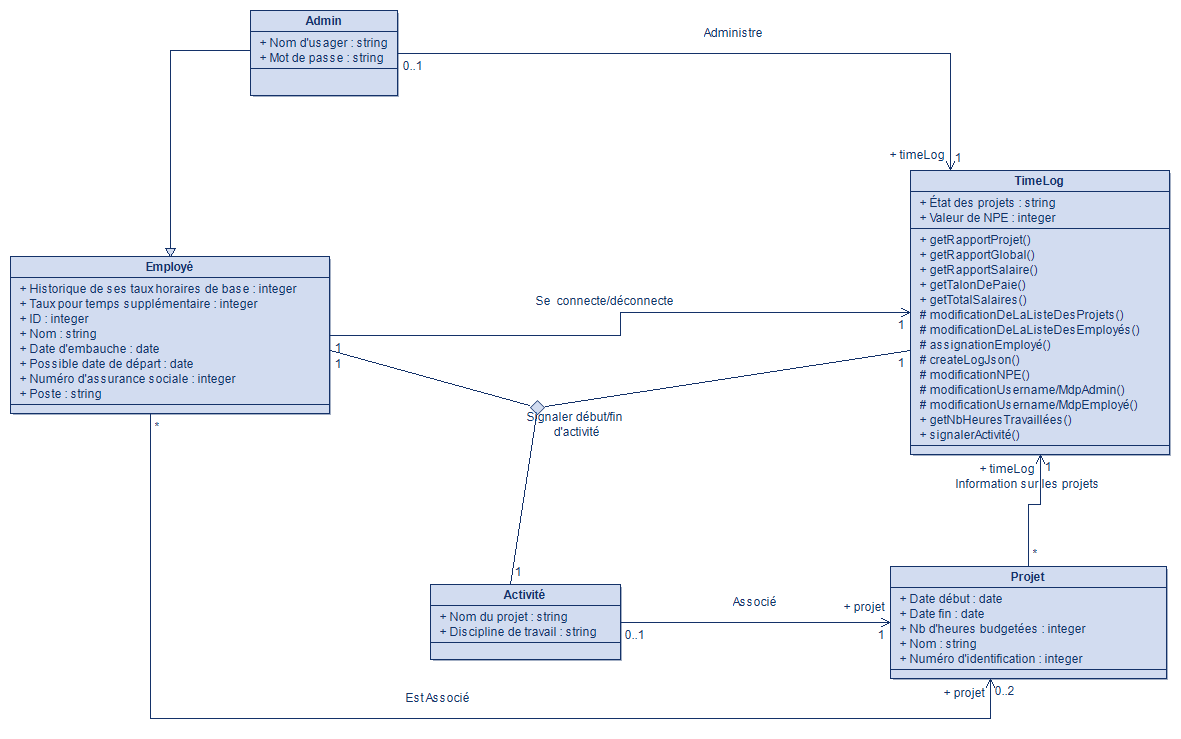 Admin
+ Nom d'usager : string
+ Mot de passe : string
0..1
Administre
+ timeLog
1
TimeLog
+ État des projets : string
+ Valeur de NPE : integer
+ getRapportProjet()
+ getRapportGlobal()
+ getRapportSalaire()
+ getTalonDePaie()
+ getTotalSalaires()
# modificationDeLaListeDesProjets()
# modificationDeLaListeDesEmployés()
# assignationEmployé()
# createLogJson()
# modificationNPE()
# modificationUsername/MdpAdmin()
# modificationUsername/MdpEmployé()
+ getNbHeuresTravaillées()
+ signalerActivité()
Employé
+ Historique de ses taux horaires de base : integer
+ Taux pour temps supplémentaire : integer
+ ID : integer
+ Nom : string
+ Date d'embauche : date
+ Possible date de départ : date
+ Numéro d'assurance sociale : integer
+ Poste : string
Se connecte/déconnecte
1
1
1
1
Signaler début/fin
d'activité
*
+ timeLog
1
Information sur les projets
*
1
Activité
+ Nom du projet : string
+ Discipline de travail : string
0..1
Associé
+ projet
1
Projet
+ Date début : date
+ Date fin : date
+ Nb d'heures budgetées : integer
+ Nom : string
+ Numéro d'identification : integer
EstAssocié
+ projet
0..2